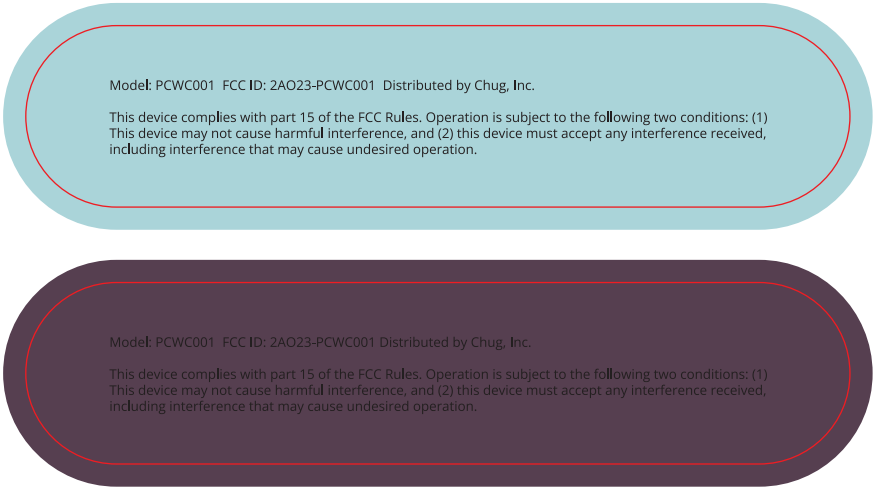 Model: PCWC001  FCC ID: 2AO23-PCWC001  Distributed by Chug, Inc.
This device complies with part 15 of the FCC Rules. Operation is subject to the following two conditions: (1)
This device may not cause harmful interference, and (2) this device must accept any interference received,
including interference that may cause undesired operation.
Model: PCWC001  FCC ID: 2AO23-PCWC001 Distributed by Chug, Inc.
This device complies with part 15 of the FCC Rules. Operation is subject to the following two conditions: (1)
This device may not cause harmful interference, and (2) this device must accept any interference received,
including interference that may cause undesired operation.